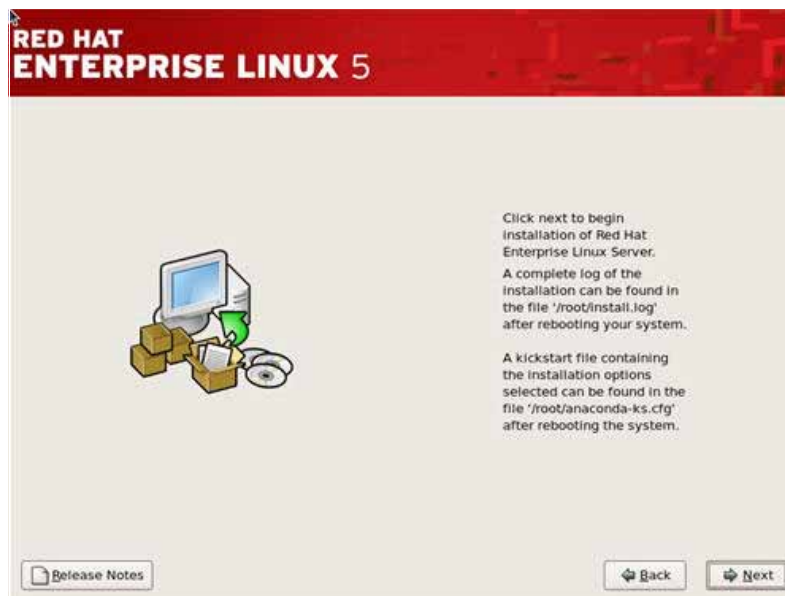 RED HAT
ENTERPRISE LINUX 5
Click next to begin
installation of Red Hat
Enterprise Linux Server.
A complete log of the
installation can be found in
the file '/root/install.log'
after rebooting your system.
A kickstart file containing
the installation options
selected can be found in the
file '/root/anaconda-ks.cfg'
after rebooting the system.
Release Notes
Back
Next